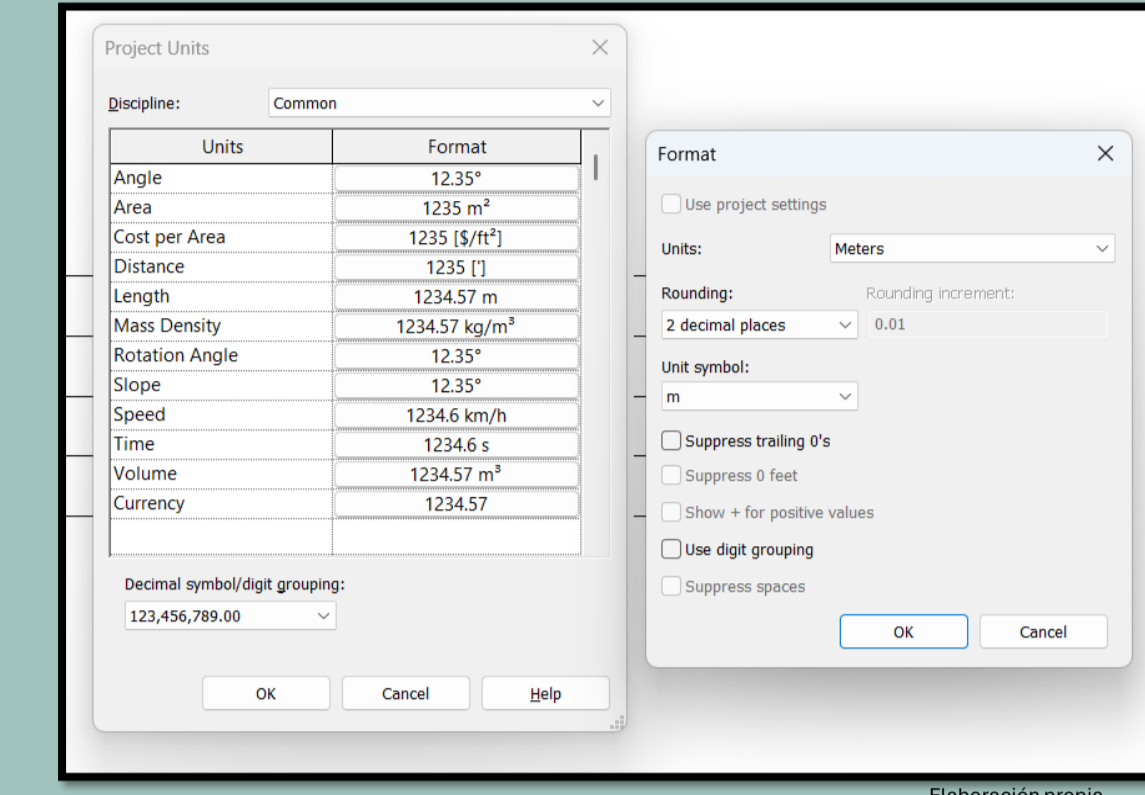 Project Units
Discipline: Common
Units Format
Angle 12.35°
Area 1235 m²
Cost per Area 1235 [$/ft²]
Distance 1235 [']
Length 1234.57 m
Mass Density 1234.57 kg/m³
Rotation Angle 12.35°
Slope 12.35°
Speed 1234.6 km/h
Time 1234.6 s
Volume 1234.57 m³
Currency 1234.57
Decimal symbol/digit grouping:
123,456,789.00
OK Cancel Help
Format
Use project settings
Units: Meters
Rounding: Rounding increment:
2 decimal places 0.01
Unit symbol:
m
Suppress trailing 0's
Suppress 0 feet
Show + for positive values
Use digit grouping
Suppress spaces
OK Cancel
Elaboración propia